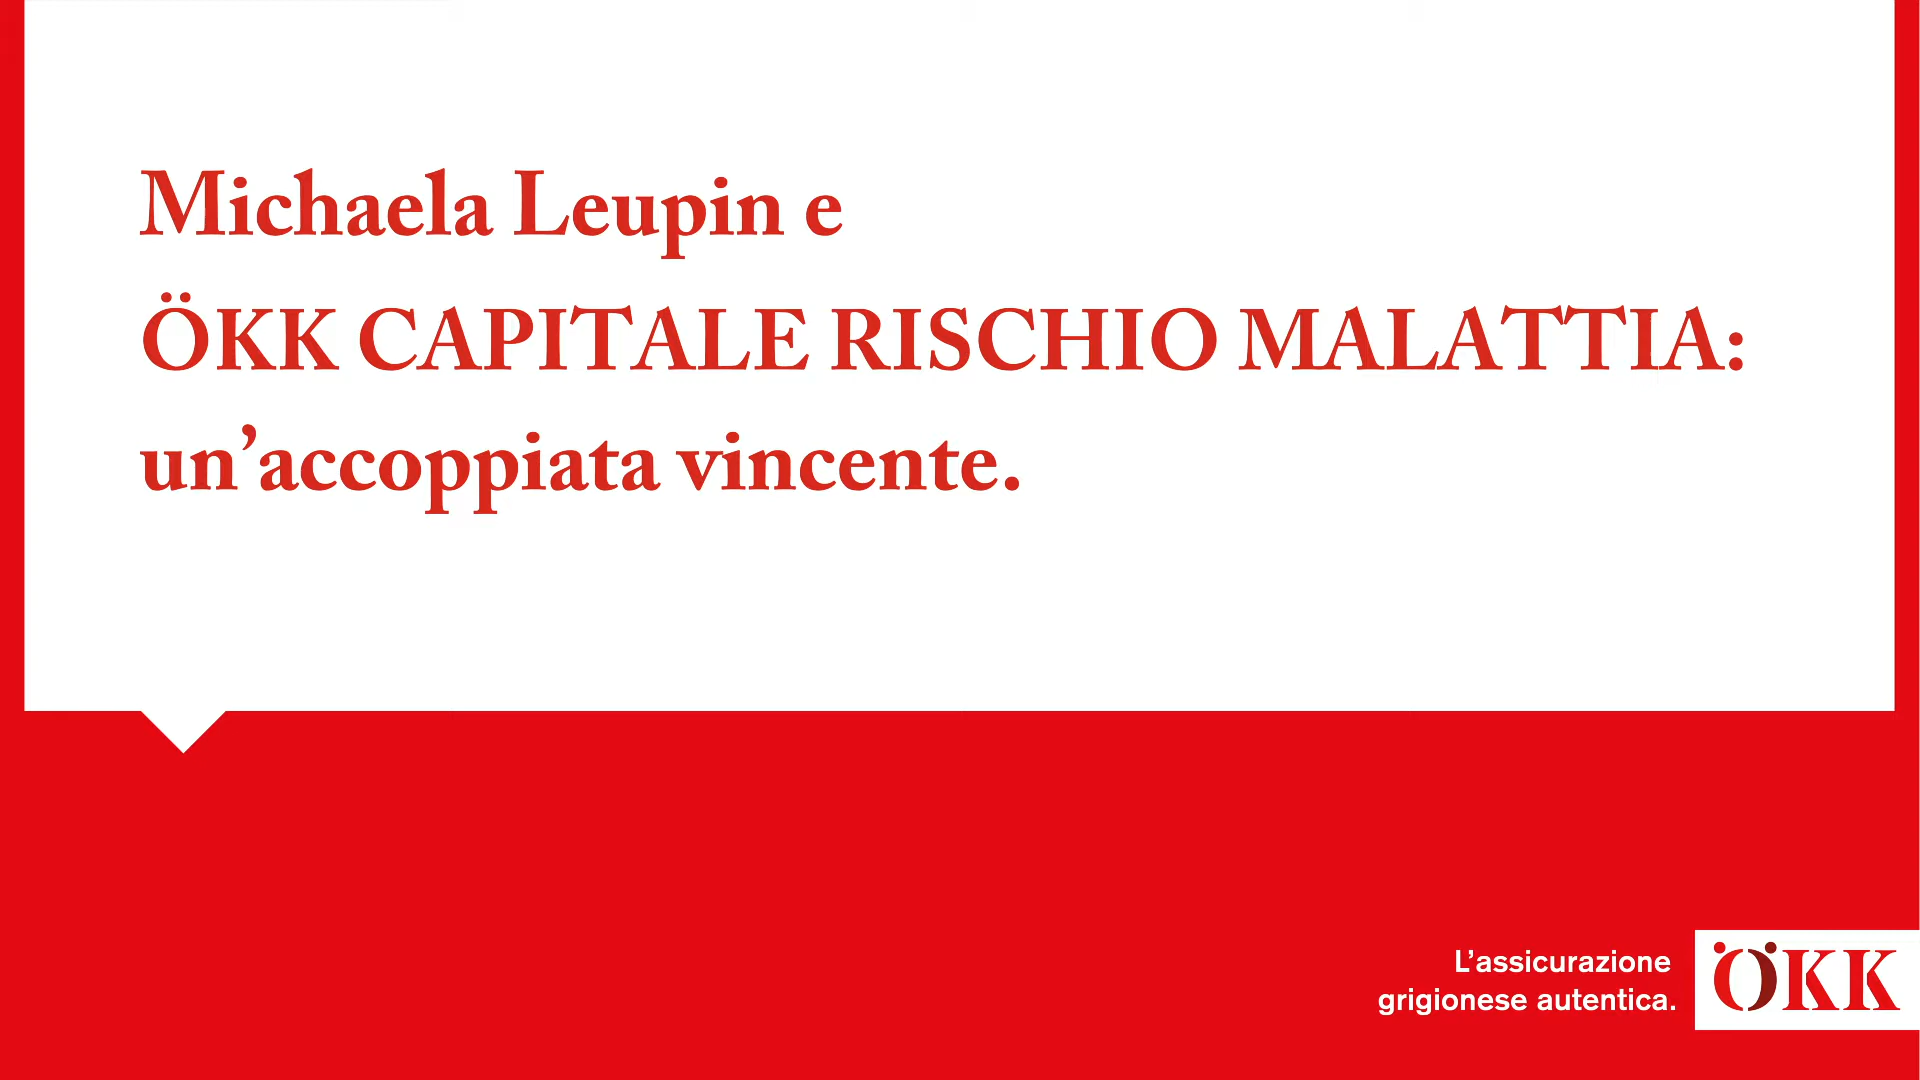 Michaela Leupin e
ÖKK CAPITALE RISCHIO MALATTIA:
un’accoppiata vincente.
L’assicurazione
grigionese autentica.
ÖKK